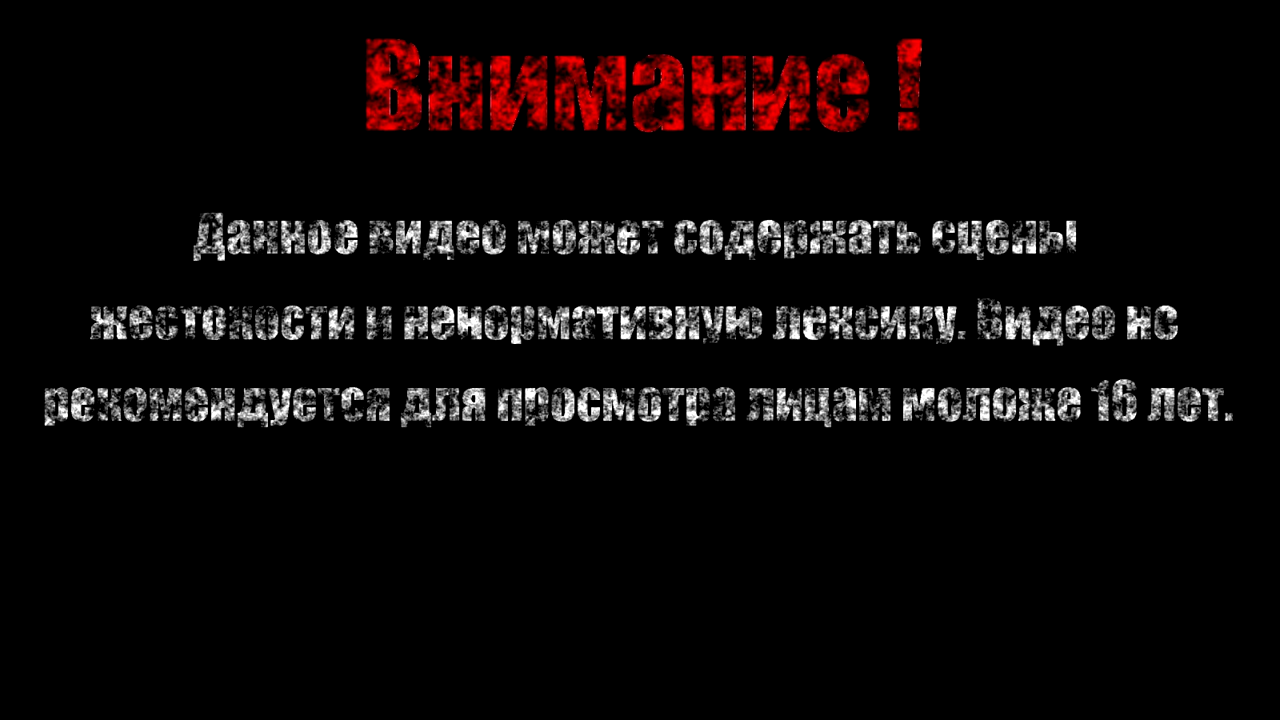 Внимание !
Данное видео может содержать сцены
жестокости и ненормативную лексику. Видео не
рекомендуется для просмотра лицам моложе 16 лет.